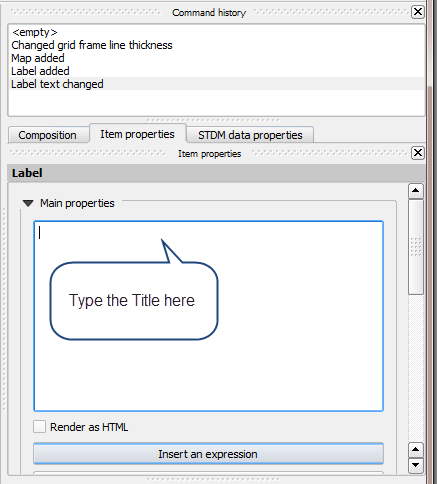 Command history
<empty>
Changed grid frame line thickness
Map added
Label added
Label text changed
Composition Item properties STDM data properties
Item properties
Label
Main properties
Type the Title here
Render as HTML
Insert an expression